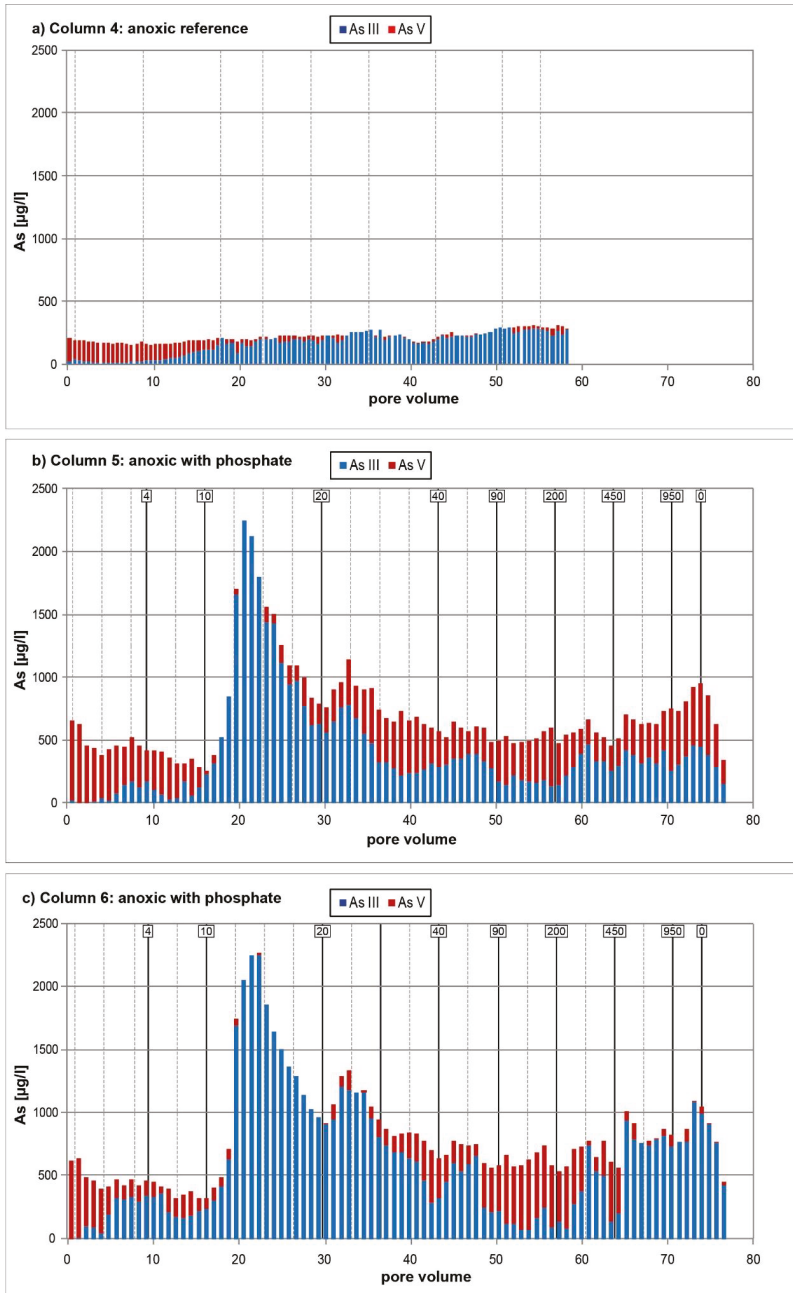 a) Column 4: anoxic reference
As III As V
2500
2000
1500
1000
500
0
As [µg/l]
0 10 20 30 40 50 60 70 80
pore volume
b) Column 5: anoxic with phosphate
As III As V
2500
2000
1500
1000
500
0
As [µg/l]
4 10 20 40 90 200 450 950 0
0 10 20 30 40 50 60 70 80
pore volume
c) Column 6: anoxic with phosphate
As III As V
2500
2000
1500
1000
500
0
As [µg/l]
4 10 20 40 90 200 450 950 0
0 10 20 30 40 50 60 70 80
pore volume